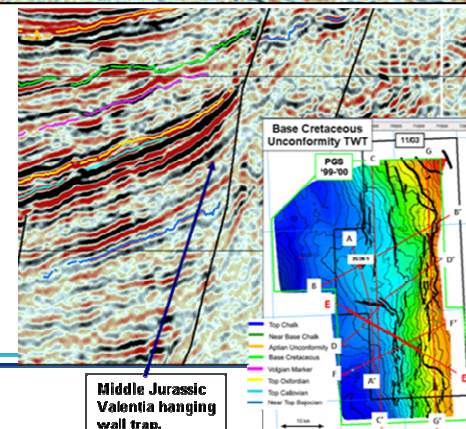 A
Base Cretaceous
Unconformity TWT
11/03
PGS
'99-'00
C
G
B'
A
D'
B
E
F'
D
F
E'
A'
C'
G'
Top Chalk
Near Base Chalk
Aptian Unconformity
Base Cretaceous
Volgian Marker
Top Oxfordian
Top Callovian
Near Top Bajocian
10 km
Middle Jurassic
Valentia hanging
wall trap.